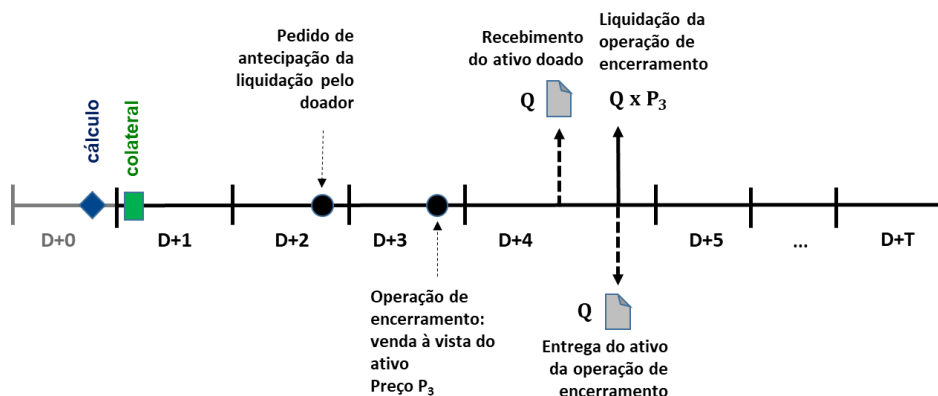 Pedido de
antecipação da
liquidação pelo
doador
Recebimento
do ativo doado
Q
Liquidação da
operação de
encerramento
Q x P₃
cálculo
colateral
D+0
D+1
D+2
D+3
D+4
D+5
...
D+T
Operação de
encerramento:
venda à vista do
ativo
Preço P₃
Q
Entrega do ativo
da operação de
encerramento